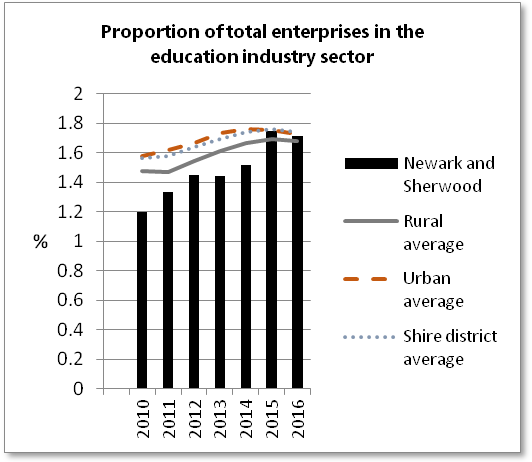 Proportion of total enterprises in the
education industry sector
2
1.8
1.6
1.4
1.2
1
0.8
0.6
0.4
0.2
0
%
2010
2011
2012
2013
2014
2015
2016
Newark and
Sherwood
Rural
average
Urban
average
Shire district
average